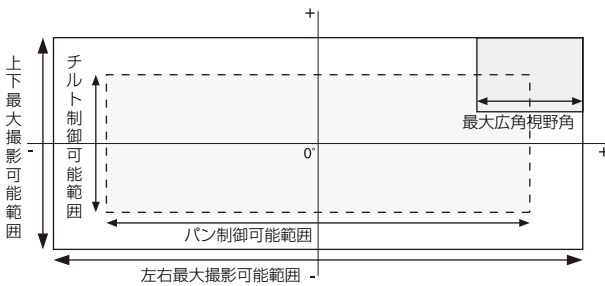 +
上下最大撮影可能範囲
チルト制御可能範囲
最大広角視野角
-
0°
+
パン制御可能範囲
左右最大撮影可能範囲
-